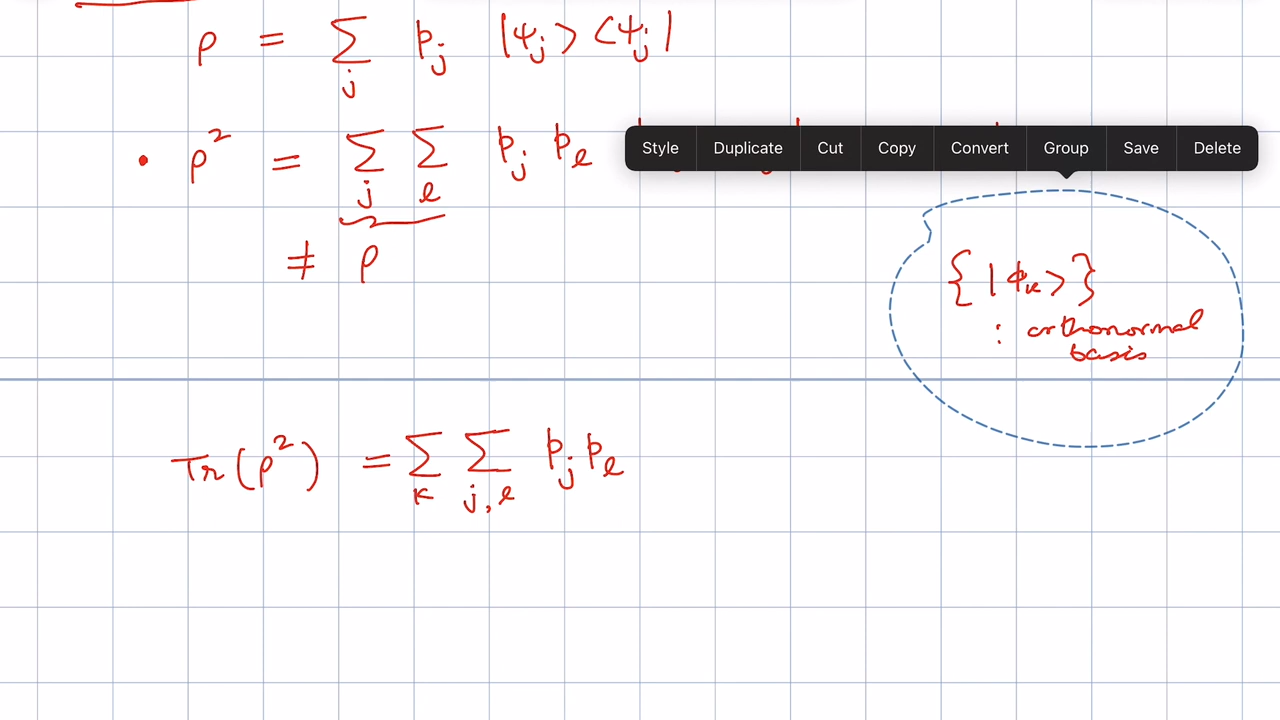 ρ = Σ_j p_j |ψ_j> <ψ_j|
• ρ² = Σ_j Σ_l p_j p_l
Style Duplicate Cut Copy Convert Group Save Delete
≠ ρ
{|ϕ_k>}
: orthonormal
basis
Tr(ρ²) = Σ_k Σ_{j,l} p_j p_l